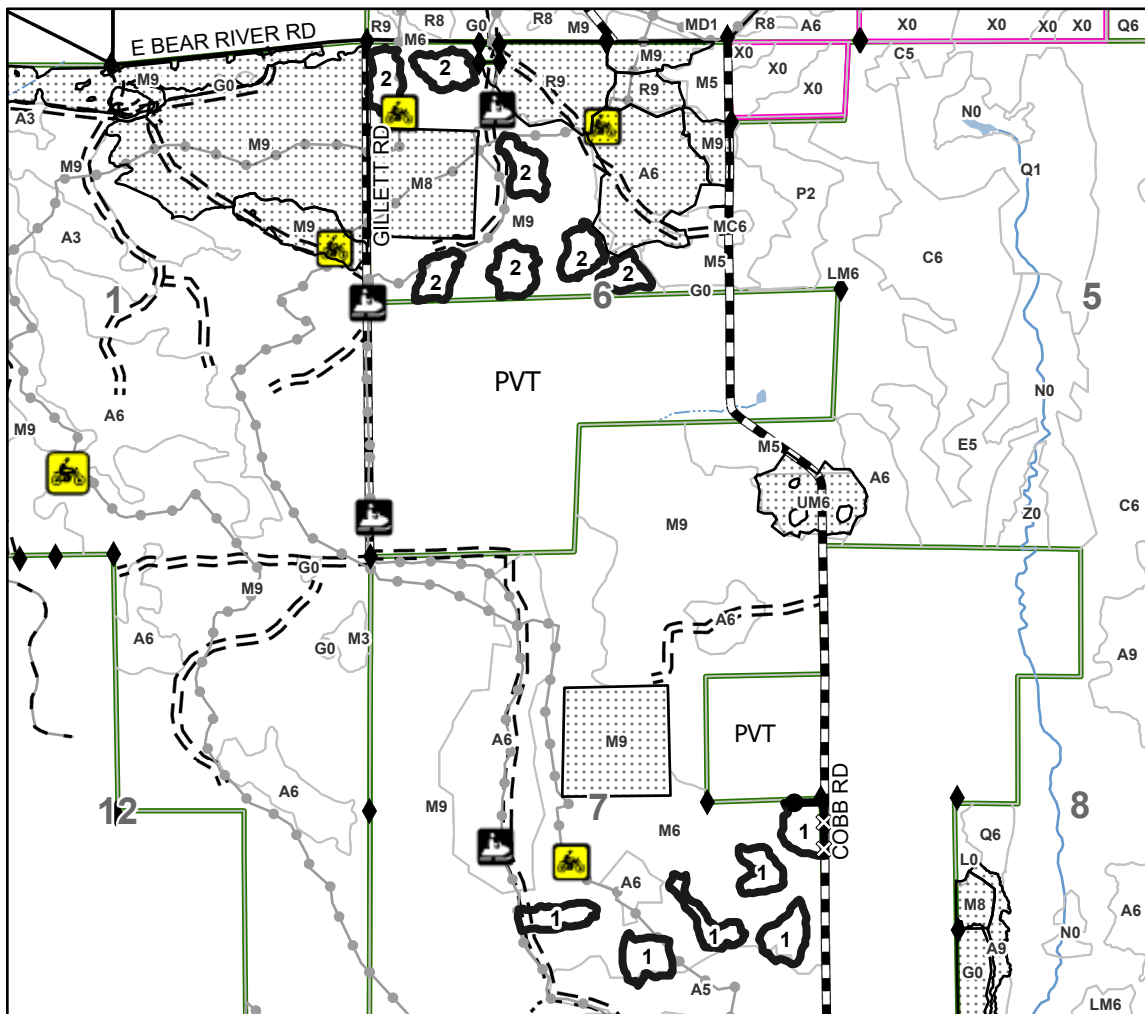 R9 R8 G0 R8 M9 MD1 R8 A6 X0 X0 X0 Q6
E BEAR RIVER RD
M6
M9 G0 2 2 R9 M9 R9 M5 X0 X0 X0 C5
A3 N0
M9 M9 M8 2 A6 M9 Q1
GILLETT RD
P2
A3 M9 M9 MC6
M5 C6
2 2 2 2 LM6
1 6 G0 5
PVT
N0
A6
M9 M5 E5
A6
UM6
M9 Z0 C6
G0
M9
A6 M3 A6
G0
A9
A6 M9 PVT
A6
12 M9 7 8
COBB RD
M6 1 Q6
L0
1 A6 M8 A6
1 1 1 N0
1 A9
G0
A5
LM6